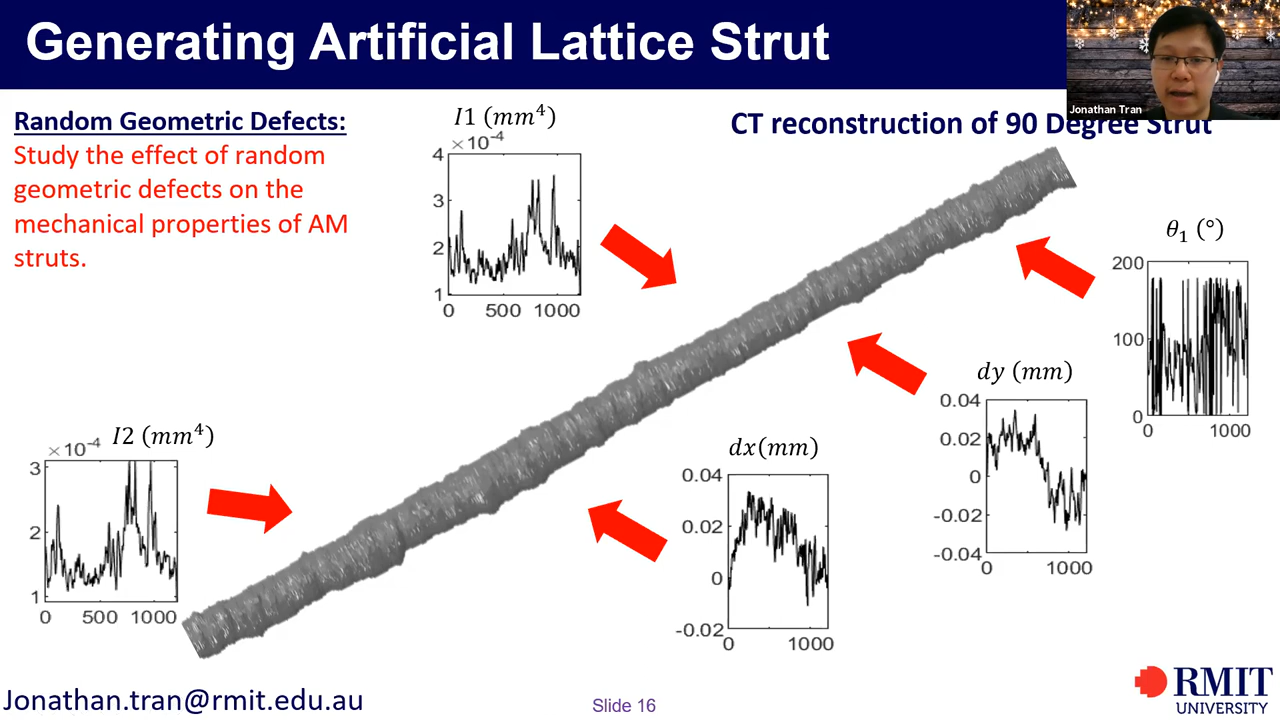 Generating Artificial Lattice Strut
Jonathan Tran
Random Geometric Defects:
Study the effect of random
geometric defects on the
mechanical properties of AM
struts.
I1 (mm⁴)
×10⁻⁴
4
3
2
1
0 500 1000
CT reconstruction of 90 Degree Strut
θ₁ (°)
200
100
0
0 1000
dy (mm)
0.04
0.02
0
-0.02
-0.04
0 1000
I2 (mm⁴)
×10⁻⁴
3
2
1
0 500 1000
dx(mm)
0.04
0.02
0
-0.02
0 1000
Jonathan.tran@rmit.edu.au
Slide 16
RMIT
UNIVERSITY